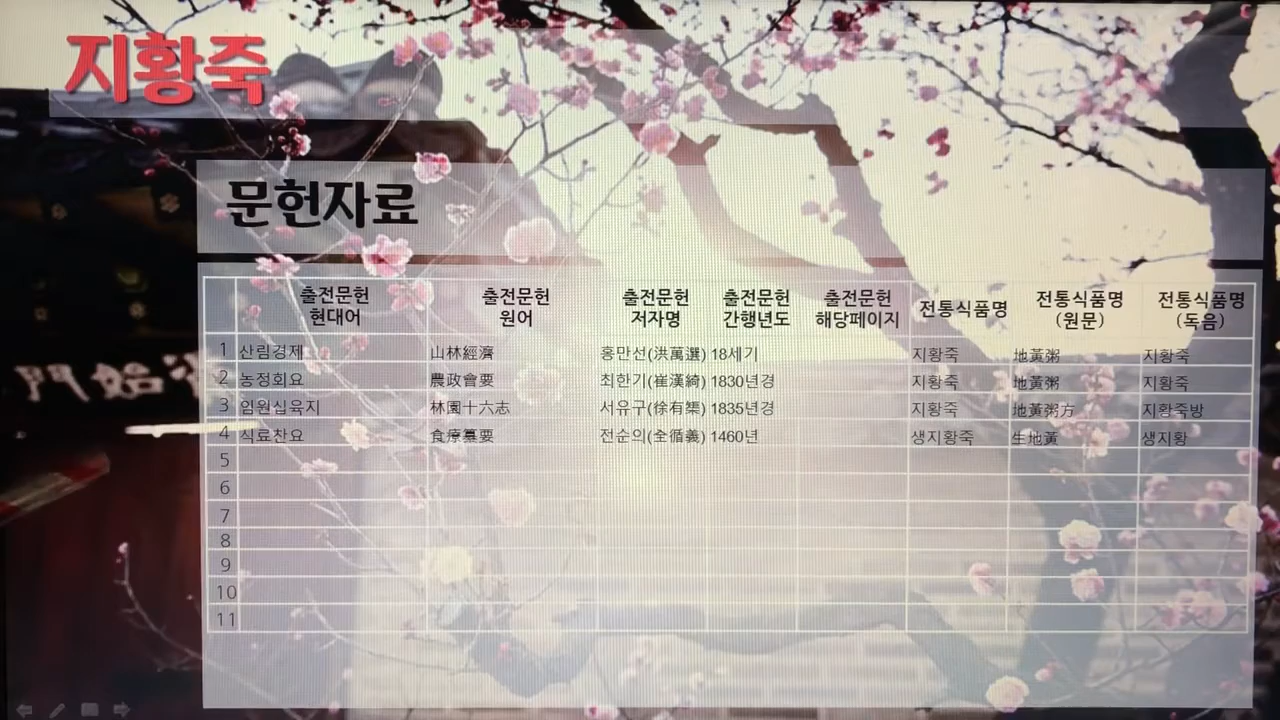 지황죽
문헌자료
출전문헌 현대어 출전문헌 원어 출전문헌 저자명 출전문헌 간행년도 출전문헌 해당페이지 전통식품명 전통식품명 (원문) 전통식품명 (독음)
1 산림경제 山林經濟 홍만선(洪萬選) 18세기 지황죽 地黃粥 지황죽
2 농정회요 農政會要 최한기(崔漢綺) 1830년경 지황죽 地黃粥 지황죽
3 임원십육지 林園十六志 서유구(徐有榘) 1835년경 지황죽 地黃粥方 지황죽방
4 식료찬요 食療纂要 전순의(全循義) 1460년 생지황죽 生地黃 생지황
5
6
7
8
9
10
11